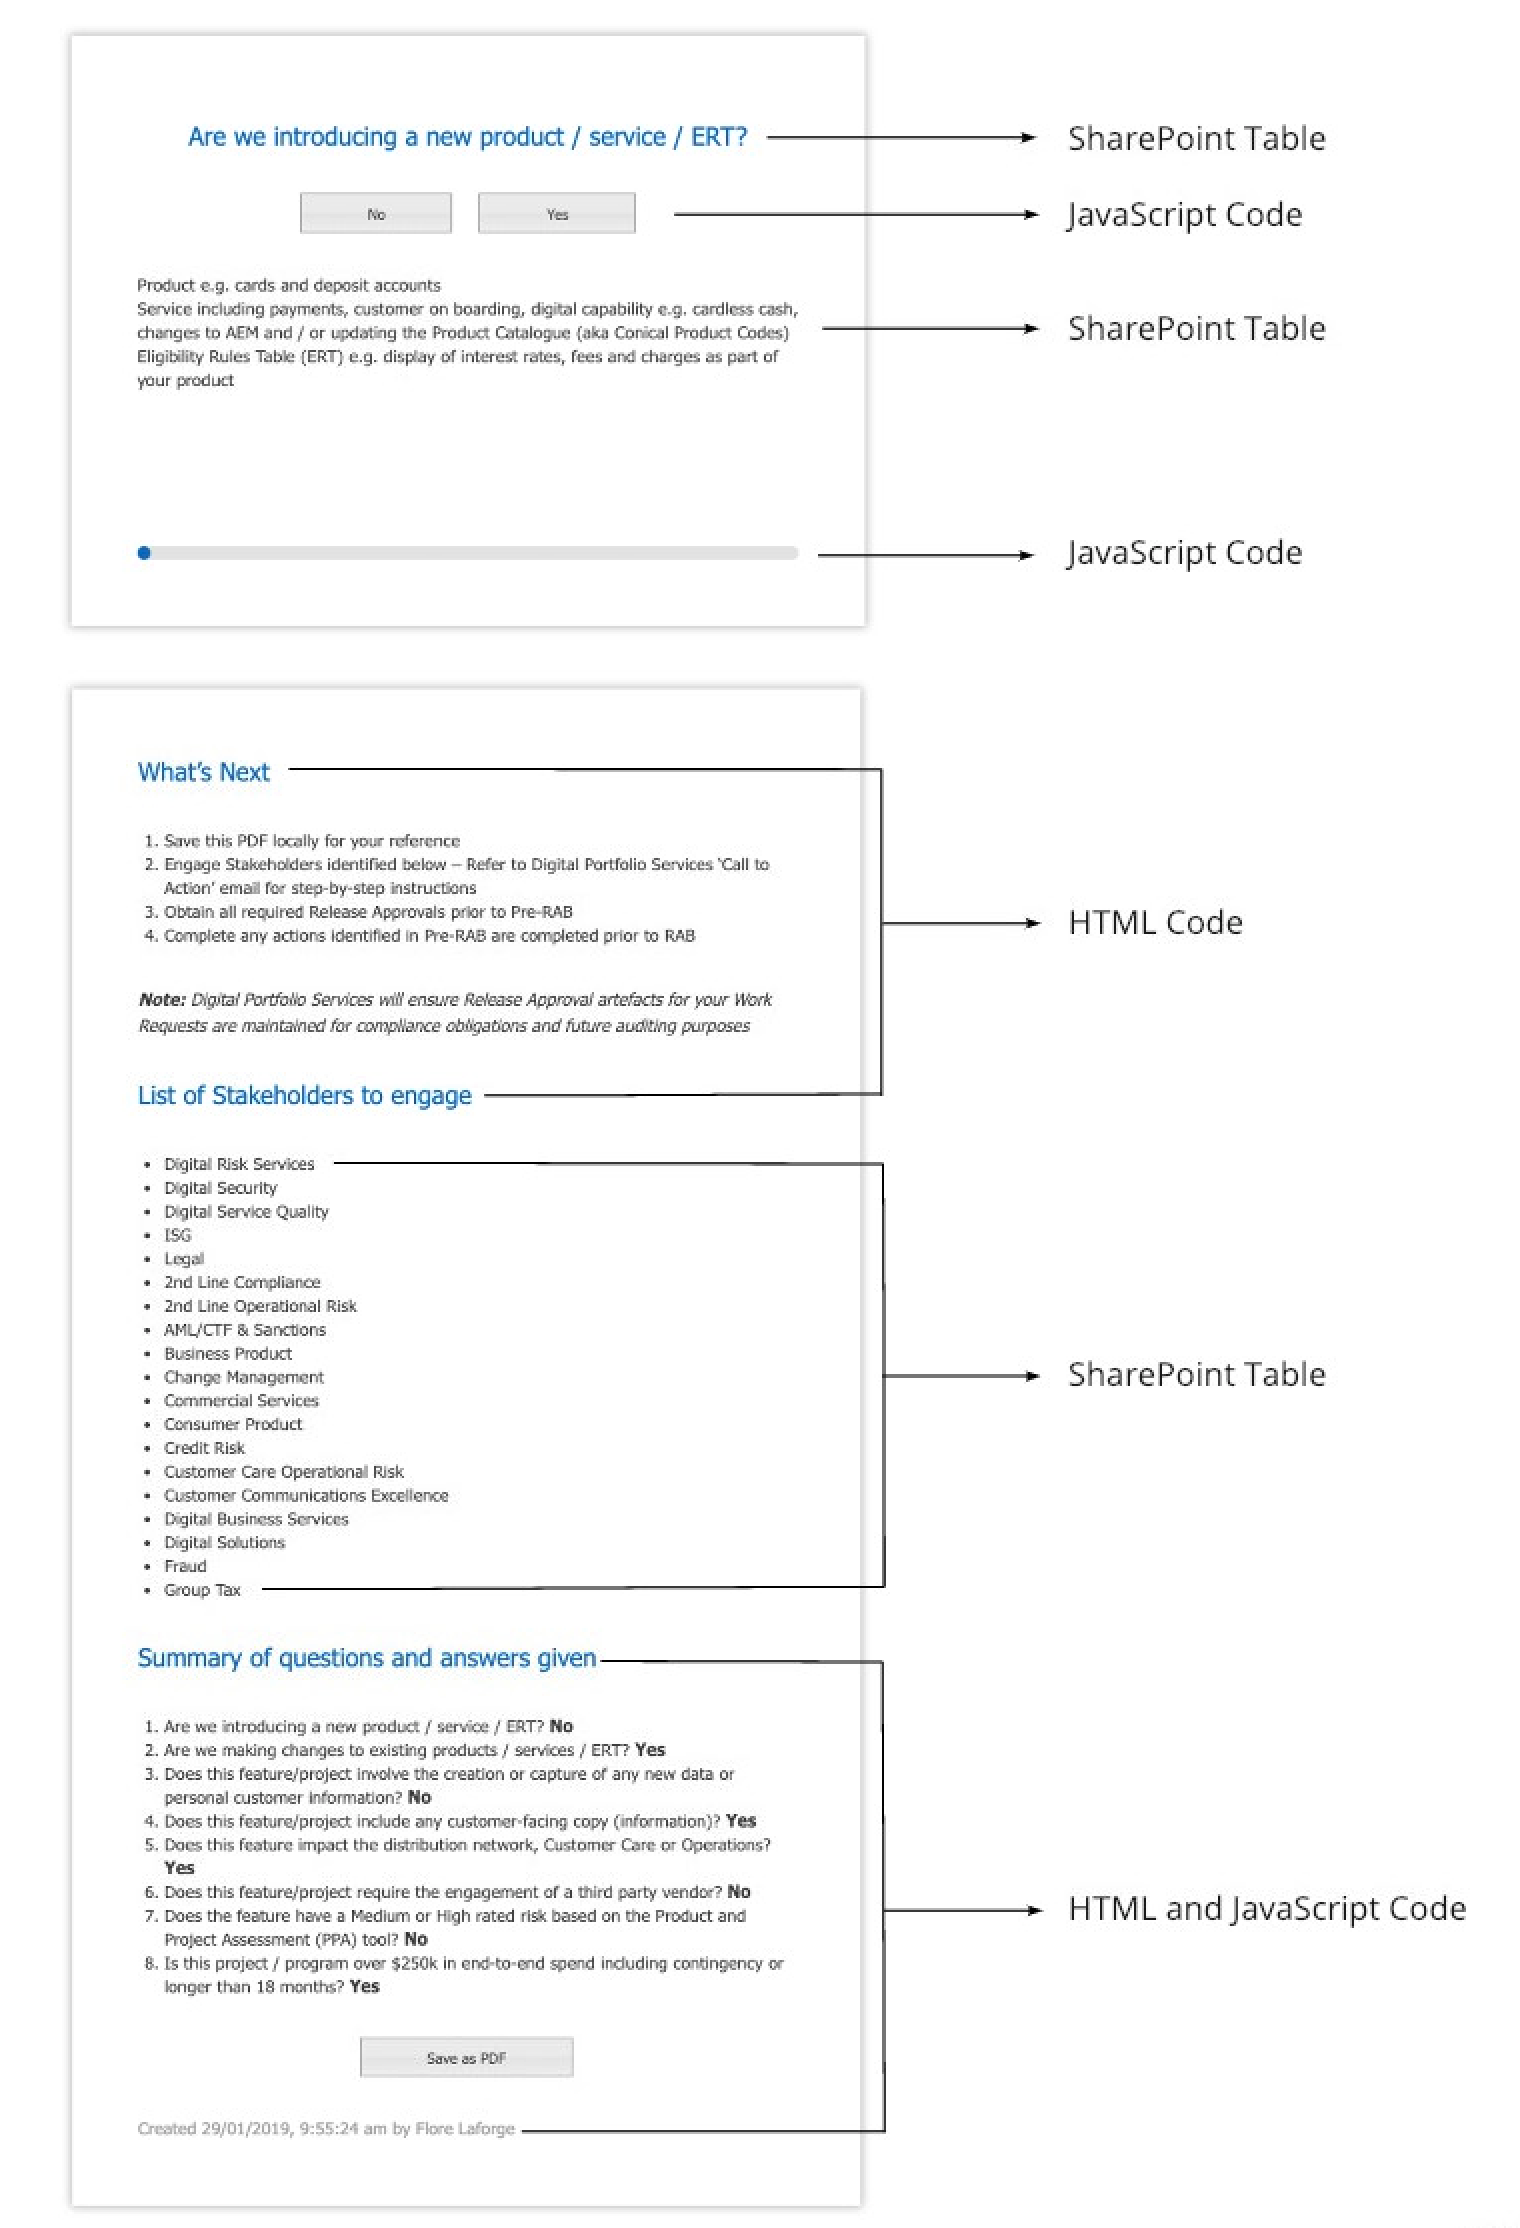 Are we introducing a new product / service / ERT?
SharePoint Table
No
Yes
JavaScript Code
Product e.g. cards and deposit accounts
Service including payments, customer on boarding, digital capability e.g. cardless cash,
changes to AEM and / or updating the Product Catalogue (aka Conical Product Codes)
Eligibility Rules Table (ERT) e.g. display of interest rates, fees and charges as part of
your product
SharePoint Table
JavaScript Code
What's Next
1. Save this PDF locally for your reference
2. Engage Stakeholders identified below – Refer to Digital Portfolio Services ‘Call to
Action’ email for step-by-step instructions
3. Obtain all required Release Approvals prior to Pre-RAB
4. Complete any actions identified in Pre-RAB are completed prior to RAB
HTML Code
Note: Digital Portfolio Services will ensure Release Approval artefacts for your Work
Requests are maintained for compliance obligations and future auditing purposes
List of Stakeholders to engage
• Digital Risk Services
• Digital Security
• Digital Service Quality
• ISG
• Legal
• 2nd Line Compliance
• 2nd Line Operational Risk
• AML/CTF & Sanctions
• Business Product
• Change Management
• Commercial Services
• Consumer Product
• Credit Risk
• Customer Care Operational Risk
• Customer Communications Excellence
• Digital Business Services
• Digital Solutions
• Fraud
• Group Tax
SharePoint Table
Summary of questions and answers given
1. Are we introducing a new product / service / ERT? No
2. Are we making changes to existing products / services / ERT? Yes
3. Does this feature/project involve the creation or capture of any new data or
personal customer information? No
4. Does this feature/project include any customer-facing copy (information)? Yes
5. Does this feature impact the distribution network, Customer Care or Operations?
Yes
6. Does this feature/project require the engagement of a third party vendor? No
7. Does the feature have a Medium or High rated risk based on the Product and
Project Assessment (PPA) tool? No
8. Is this project / program over $250k in end-to-end spend including contingency or
longer than 18 months? Yes
HTML and JavaScript Code
Save as PDF
Created 29/01/2019, 9:55:24 am by Flore Laforge